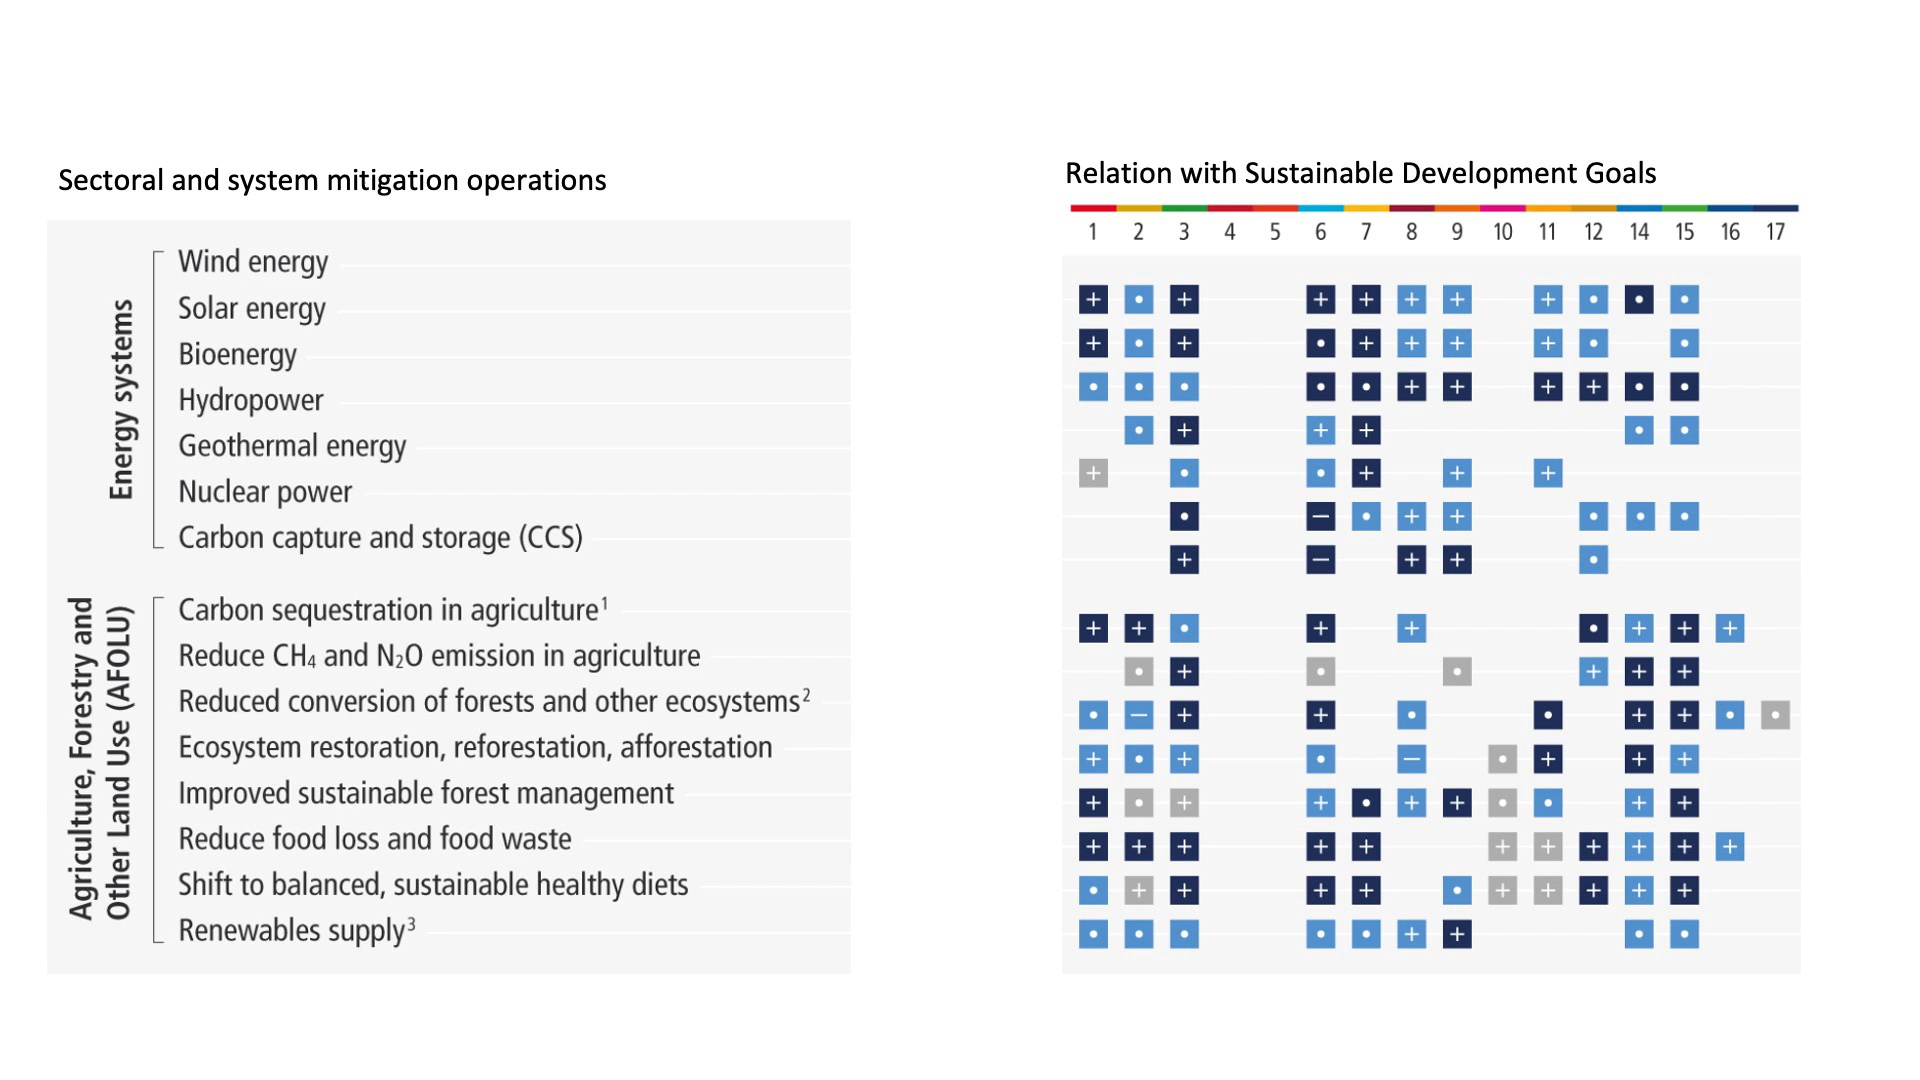 Sectoral and system mitigation operations
Energy systems
Wind energy
Solar energy
Bioenergy
Hydropower
Geothermal energy
Nuclear power
Carbon capture and storage (CCS)
Agriculture, Forestry and
Other Land Use (AFOLU)
Carbon sequestration in agriculture¹
Reduce CH₄ and N₂O emission in agriculture
Reduced conversion of forests and other ecosystems²
Ecosystem restoration, reforestation, afforestation
Improved sustainable forest management
Reduce food loss and food waste
Shift to balanced, sustainable healthy diets
Renewables supply³
Relation with Sustainable Development Goals
1 2 3 4 5 6 7 8 9 10 11 12 14 15 16 17
+ • + + + + + + • • •
+ • + • + + + + • •
• • • • • + + + + • •
• + + + • •
+ • • + + +
• − • + + • • •
+ − + + •
+ + • + + • + + +
• + • • + + +
• − + + • • + + • •
+ • + • − • + + +
+ • + + • + + • • + +
+ + + + + + + + + + +
• + + + + • + + + + +
• • • • • + + • •